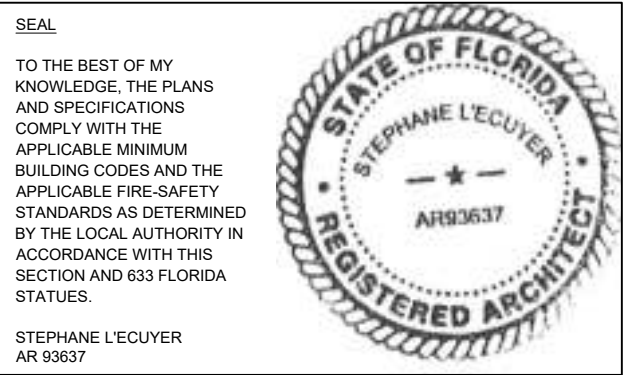 SEAL
TO THE BEST OF MY
KNOWLEDGE, THE PLANS
AND SPECIFICATIONS
COMPLY WITH THE
APPLICABLE MINIMUM
BUILDING CODES AND THE
APPLICABLE FIRE-SAFETY
STANDARDS AS DETERMINED
BY THE LOCAL AUTHORITY IN
ACCORDANCE WITH THIS
SECTION AND 633 FLORIDA
STATUES.
STEPHANE L'ECUYER
AR 93637
STATE OF FLORIDA
STEPHANE L'ECUYER
AR93637
REGISTERED ARCHITECT